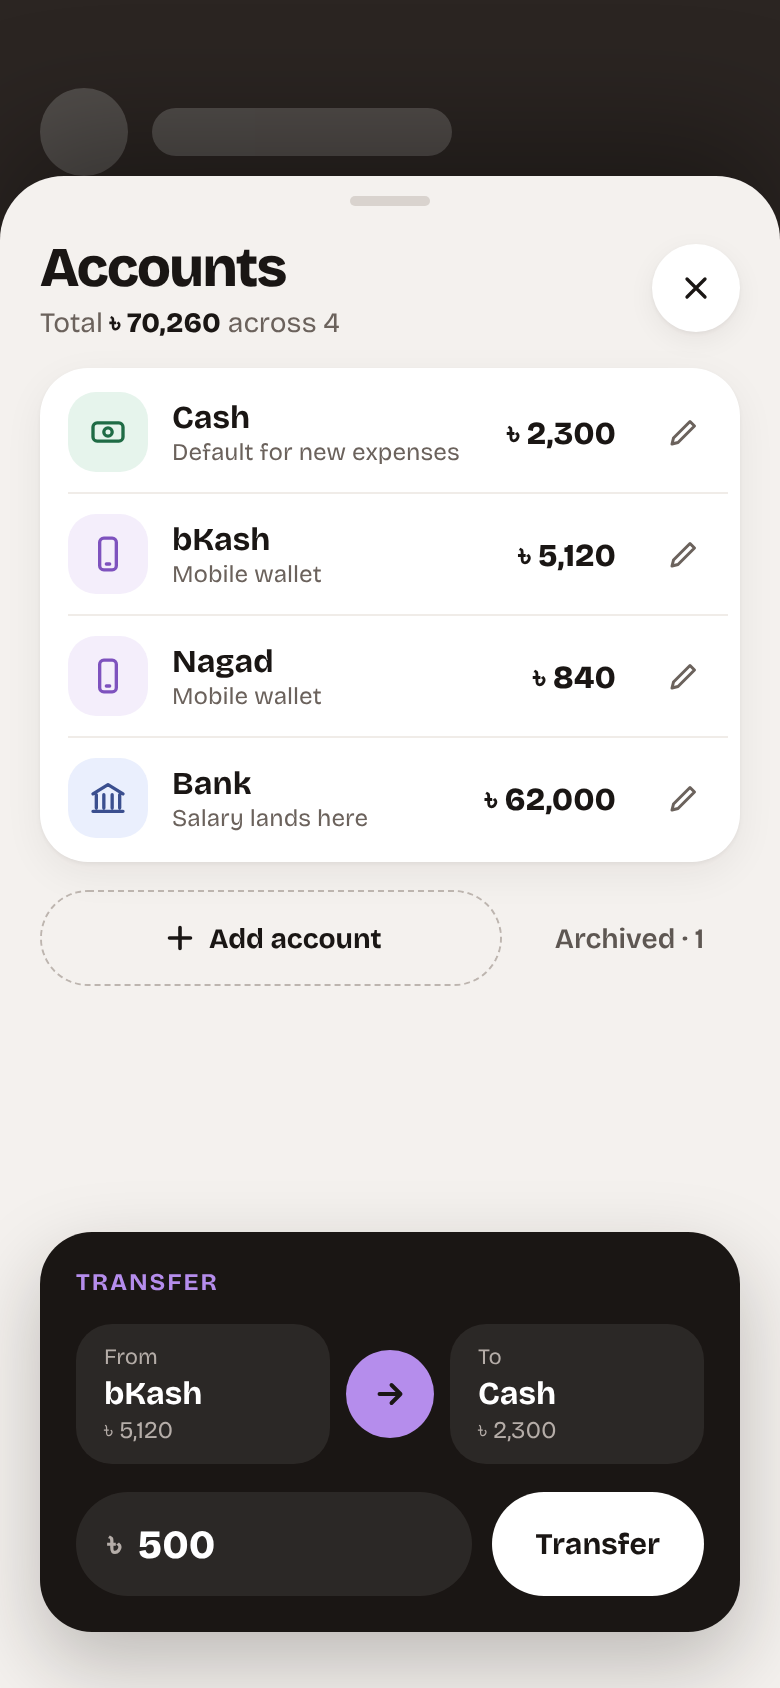 Accounts
Total ৳ 70,260 across 4
Cash
Default for new expenses
৳ 2,300
bKash
Mobile wallet
৳ 5,120
Nagad
Mobile wallet
৳ 840
Bank
Salary lands here
৳ 62,000
Add account
Archived · 1
TRANSFER
From
bKash
৳ 5,120
To
Cash
৳ 2,300
৳ 500
Transfer